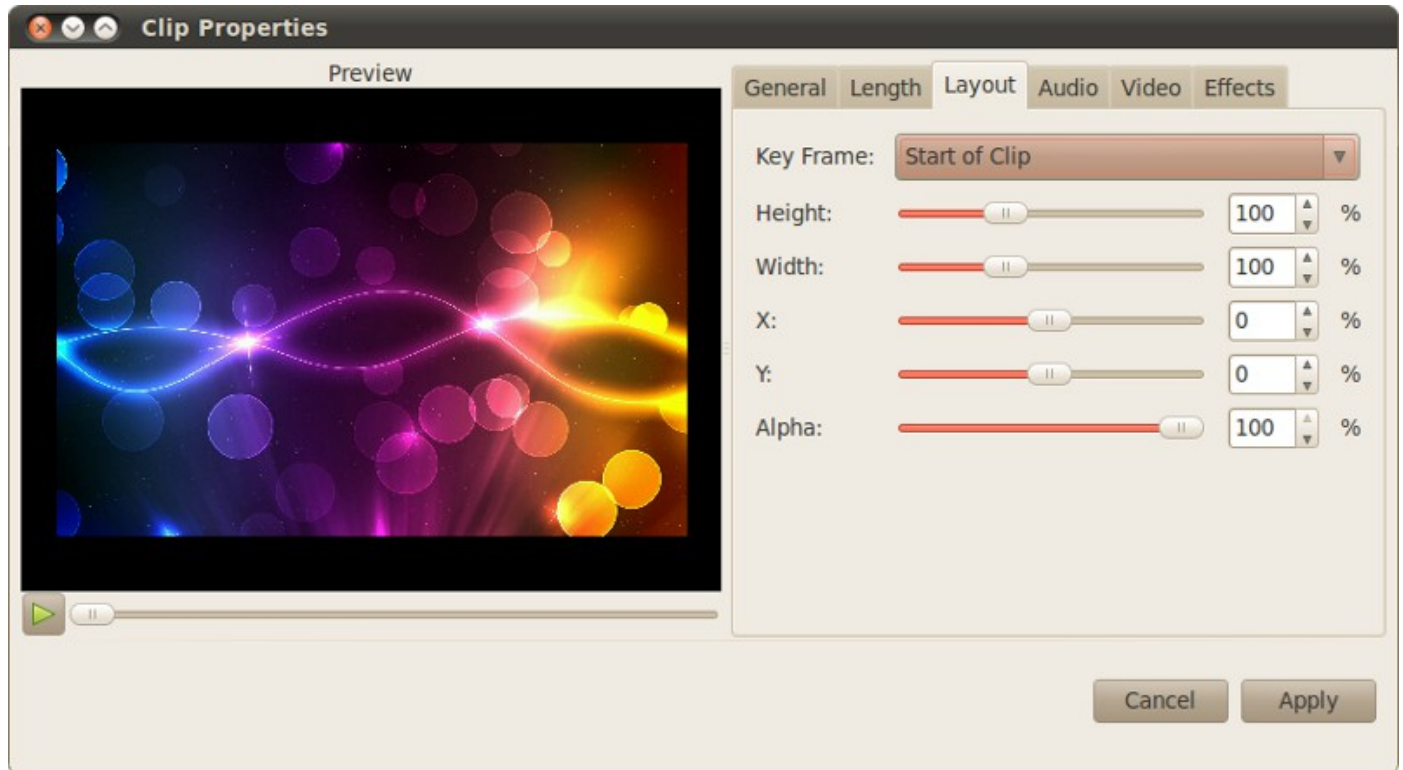 Clip Properties
Preview
General Length Layout Audio Video Effects
Key Frame: Start of Clip
Height: 100 %
Width: 100 %
X: 0 %
Y: 0 %
Alpha: 100 %
Cancel Apply